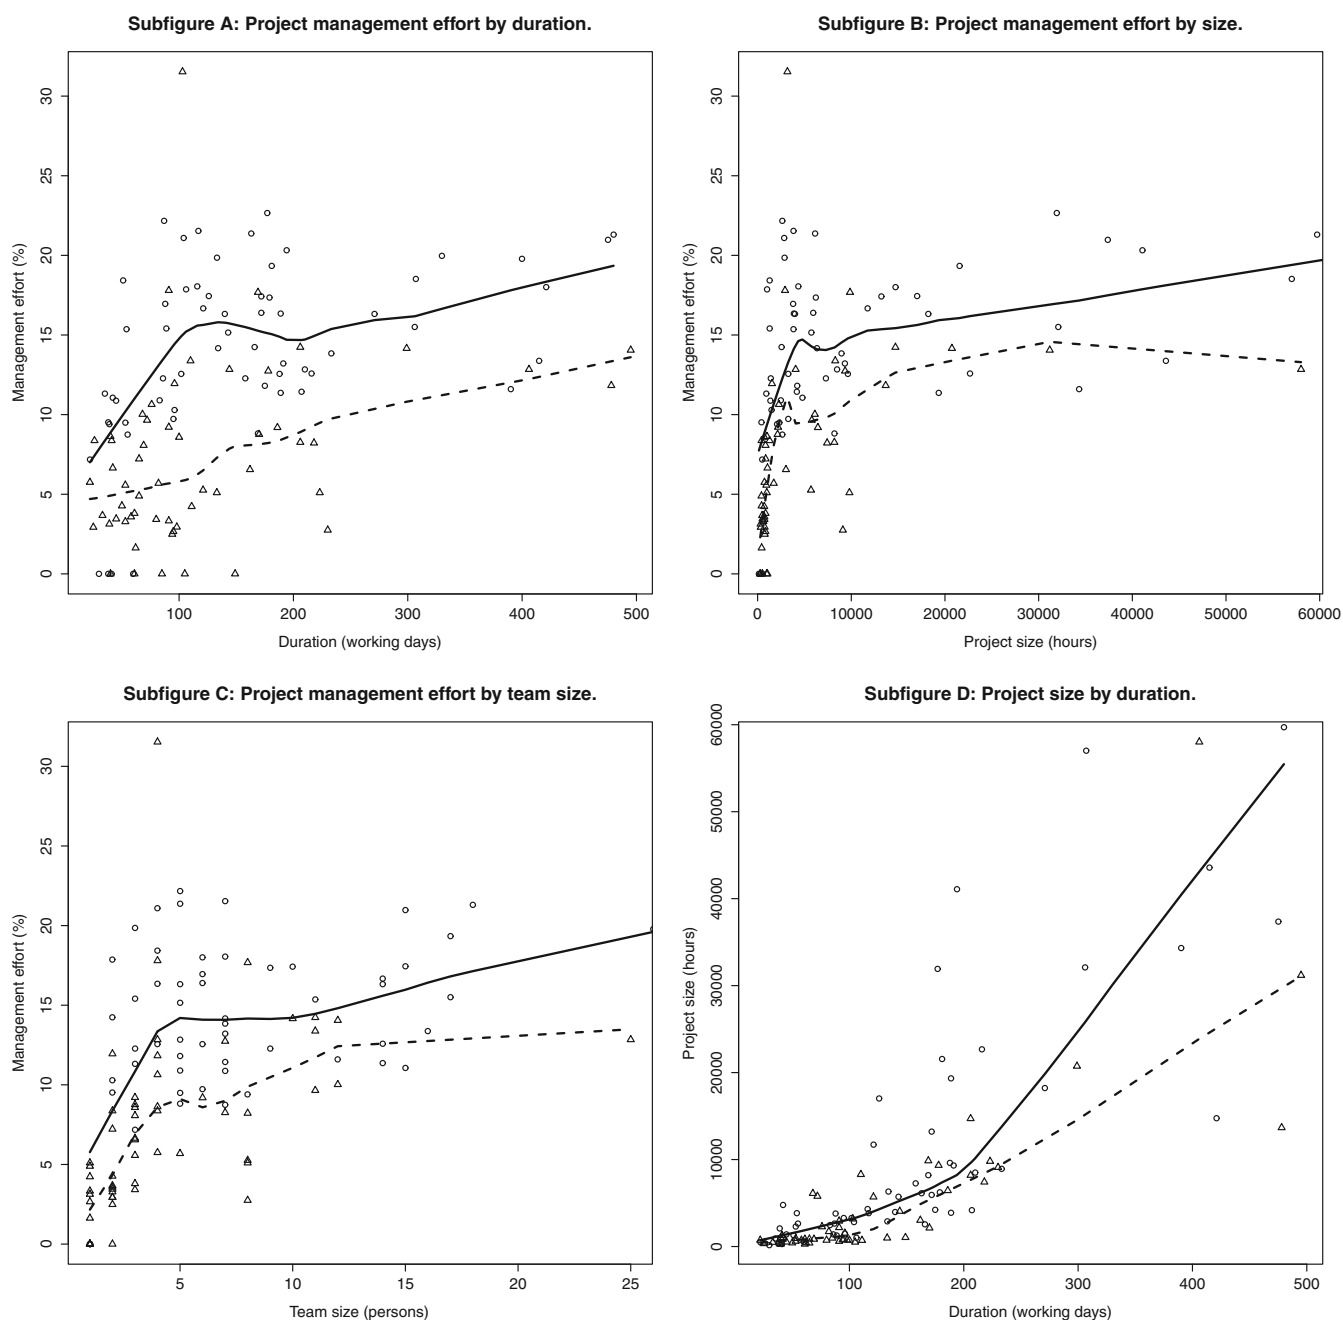 Subfigure A: Project management effort by duration.
Management effort (%)
0 5 10 15 20 25 30
100 200 300 400 500
Duration (working days)
Subfigure B: Project management effort by size.
Management effort (%)
0 5 10 15 20 25 30
0 10000 20000 30000 40000 50000 60000
Project size (hours)
Subfigure C: Project management effort by team size.
Management effort (%)
0 5 10 15 20 25 30
5 10 15 20 25
Team size (persons)
Subfigure D: Project size by duration.
Project size (hours)
0 10000 20000 30000 40000 50000 60000
100 200 300 400 500
Duration (working days)